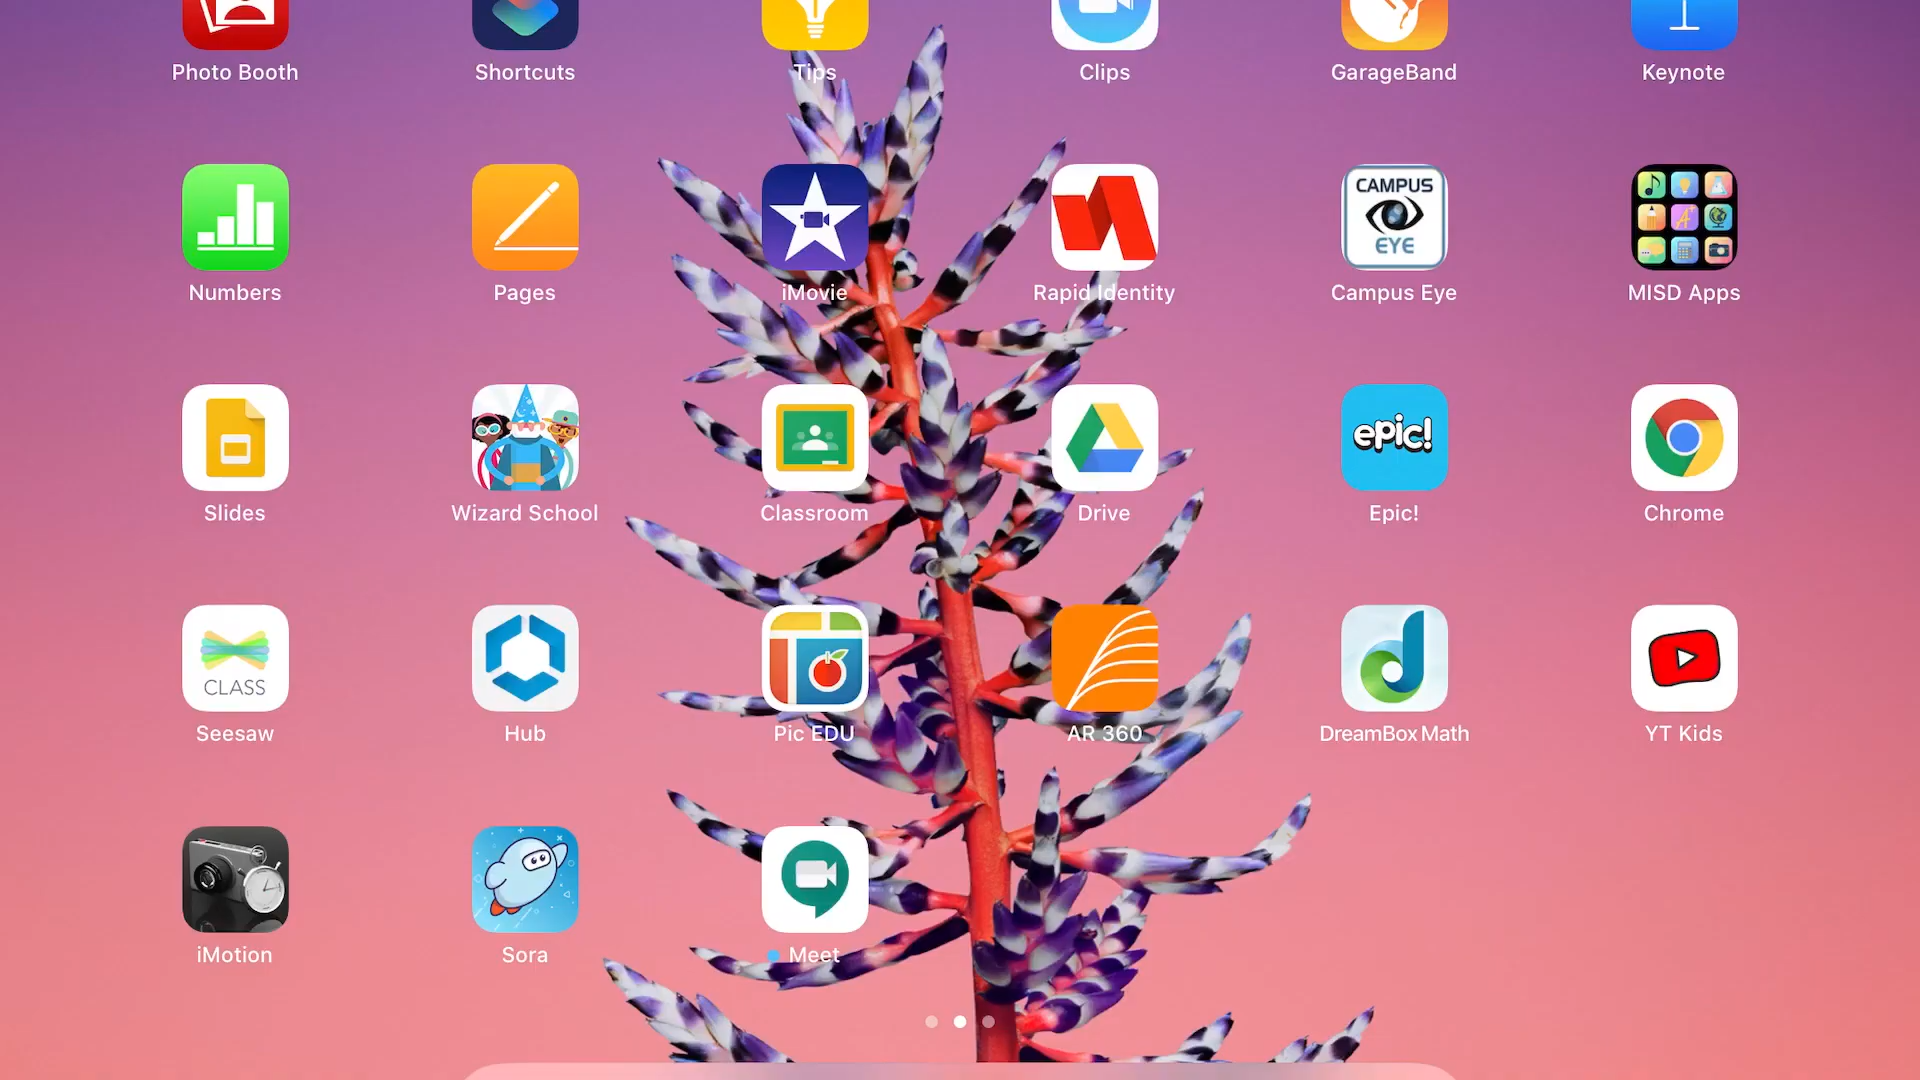 Photo Booth
Shortcuts
Tips
Clips
GarageBand
Keynote
CAMPUS
EYE
Numbers
Pages
iMovie
Rapid Identity
Campus Eye
MISD Apps
epic!
Slides
Wizard School
Classroom
Drive
Epic!
Chrome
CLASS
Seesaw
Hub
Pic EDU
AR 360
DreamBox Math
YT Kids
iMotion
Sora
Meet